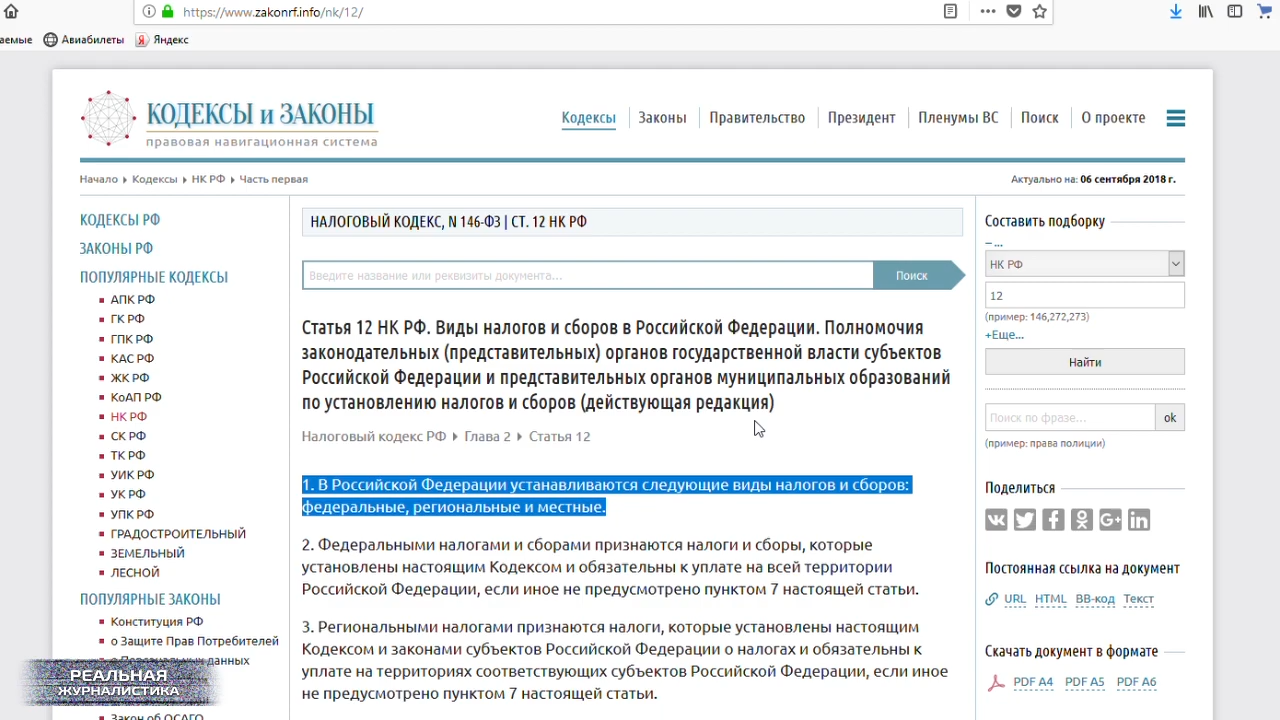 https://www.zakonrf.info/nk/12/
аемые Авиабилеты Яндекс
КОДЕКСЫ и ЗАКОНЫ
правовая навигационная система
Кодексы Законы Правительство Президент Пленумы ВС Поиск О проекте
Начало Кодексы НК РФ Часть первая
Актуально на: 06 сентября 2018 г.
КОДЕКСЫ РФ
ЗАКОНЫ РФ
ПОПУЛЯРНЫЕ КОДЕКСЫ
АПК РФ
ГК РФ
ГПК РФ
КАС РФ
ЖК РФ
КоАП РФ
НК РФ
СК РФ
ТК РФ
УИК РФ
УК РФ
УПК РФ
ГРАДОСТРОИТЕЛЬНЫЙ
ЗЕМЕЛЬНЫЙ
ЛЕСНОЙ
ПОПУЛЯРНЫЕ ЗАКОНЫ
Конституция РФ
о Защите Прав Потребителей
о Персональных данных
Закон об ОСАГО
РЕАЛЬНАЯ
ЖУРНАЛИСТИКА
НАЛОГОВЫЙ КОДЕКС, N 146-ФЗ | СТ. 12 НК РФ
Введите название или реквизиты документа...
Поиск
Статья 12 НК РФ. Виды налогов и сборов в Российской Федерации. Полномочия
законодательных (представительных) органов государственной власти субъектов
Российской Федерации и представительных органов муниципальных образований
по установлению налогов и сборов (действующая редакция)
Налоговый кодекс РФ Глава 2 Статья 12
1. В Российской Федерации устанавливаются следующие виды налогов и сборов:
федеральные, региональные и местные.
2. Федеральными налогами и сборами признаются налоги и сборы, которые
установлены настоящим Кодексом и обязательны к уплате на всей территории
Российской Федерации, если иное не предусмотрено пунктом 7 настоящей статьи.
3. Региональными налогами признаются налоги, которые установлены настоящим
Кодексом и законами субъектов Российской Федерации о налогах и обязательны к
уплате на территориях соответствующих субъектов Российской Федерации, если иное
не предусмотрено пунктом 7 настоящей статьи.
Составить подборку
– ...
НК РФ
12
(пример: 146,272,273)
+Еще...
Найти
Поиск по фразе...
ok
(пример: права полиции)
Поделиться
Постоянная ссылка на документ
URL HTML BB-код Текст
Скачать документ в формате
PDF A4 PDF A5 PDF A6